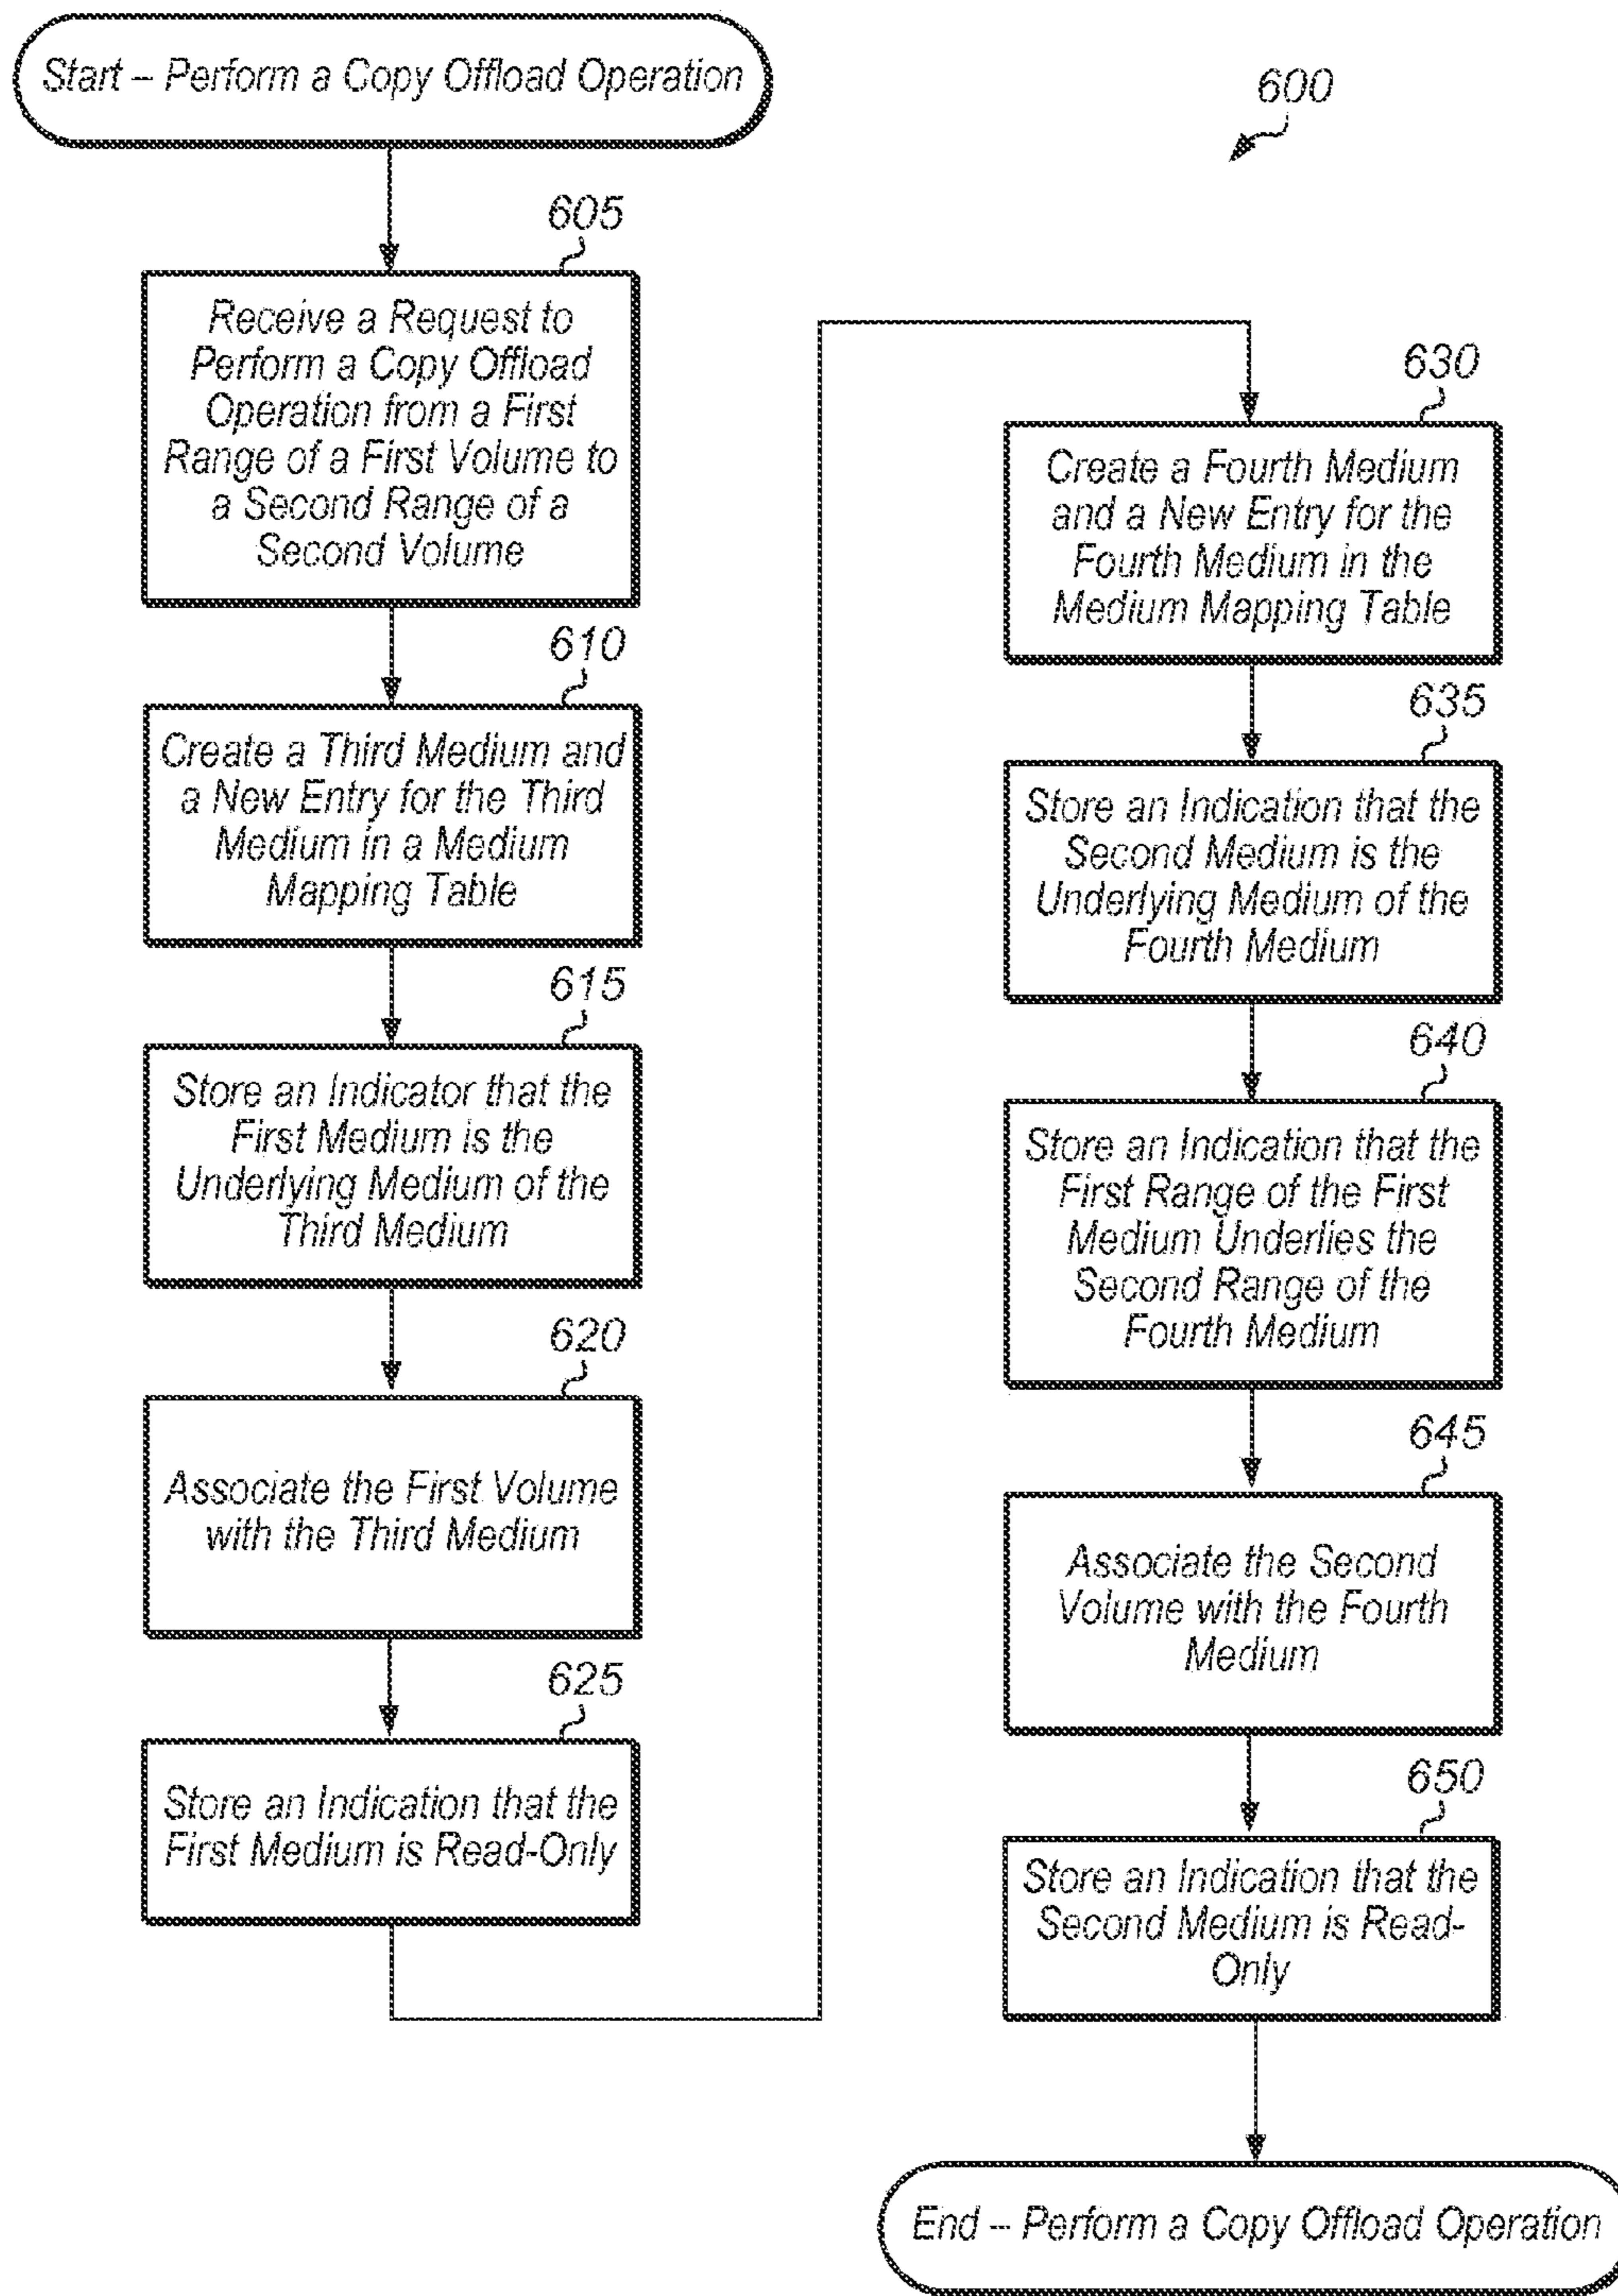 Start – Perform a Copy Offload Operation
600
605
Receive a Request to
Perform a Copy Offload
Operation from a First
Range of a First Volume to
a Second Range of a
Second Volume
610
Create a Third Medium and
a New Entry for the Third
Medium in a Medium
Mapping Table
615
Store an Indicator that the
First Medium is the
Underlying Medium of the
Third Medium
620
Associate the First Volume
with the Third Medium
625
Store an Indication that the
First Medium is Read-Only
630
Create a Fourth Medium
and a New Entry for the
Fourth Medium in the
Medium Mapping Table
635
Store an Indication that the
Second Medium is the
Underlying Medium of the
Fourth Medium
640
Store an Indication that the
First Range of the First
Medium Underlies the
Second Range of the
Fourth Medium
645
Associate the Second
Volume with the Fourth
Medium
650
Store an Indication that the
Second Medium is Read-
Only
End – Perform a Copy Offload Operation